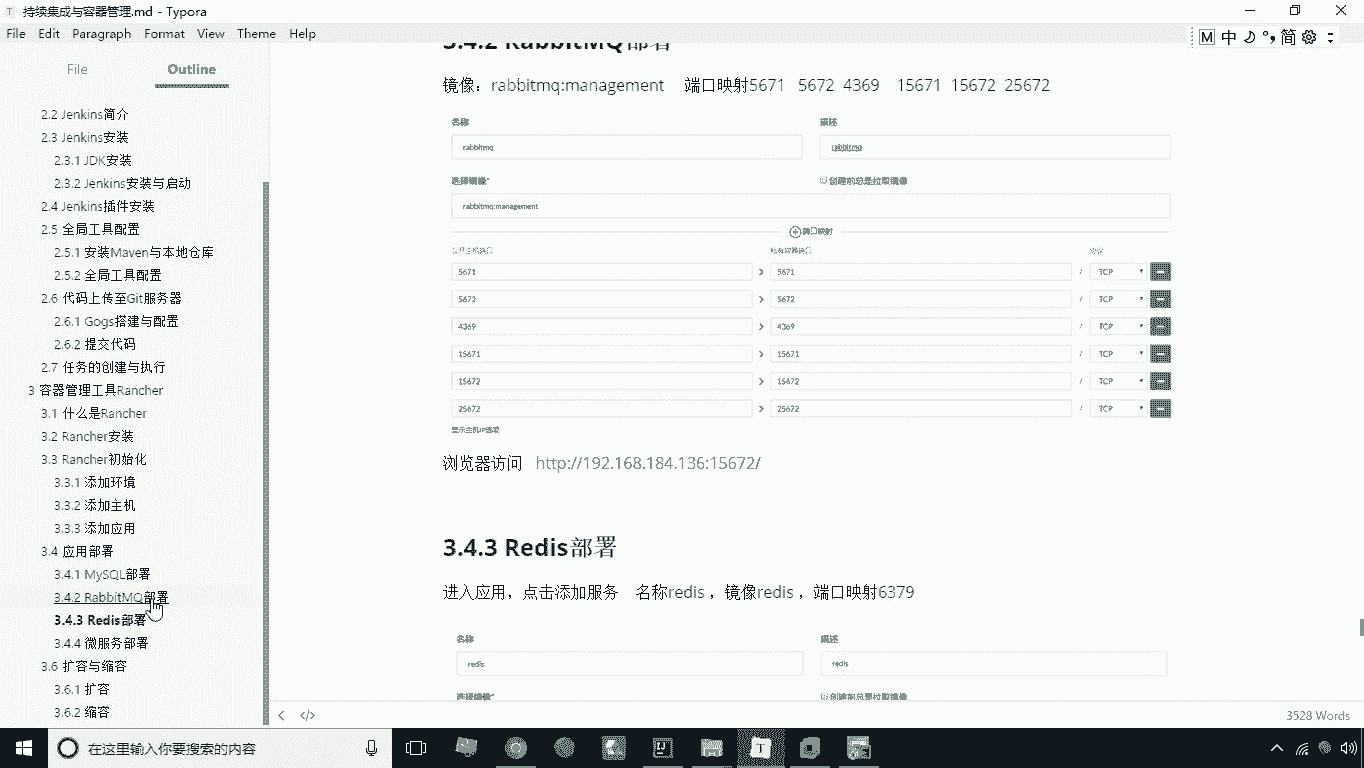 持续集成与容器管理.md - Typora
File Edit Paragraph Format View Theme Help
M 中 简
File Outline
2.2 Jenkins简介
2.3 Jenkins安装
2.3.1 JDK安装
2.3.2 Jenkins安装与启动
2.4 Jenkins插件安装
2.5 全局工具配置
2.5.1 安装Maven与本地仓库
2.5.2 全局工具配置
2.6 代码上传至Git服务器
2.6.1 Gogs搭建与配置
2.6.2 提交代码
2.7 任务的创建与执行
3 容器管理工具Rancher
3.1 什么是Rancher
3.2 Rancher安装
3.3 Rancher初始化
3.3.1 添加环境
3.3.2 添加主机
3.3.3 添加应用
3.4 应用部署
3.4.1 MySQL部署
3.4.2 RabbitMQ部署
3.4.3 Redis部署
3.4.4 微服务部署
3.6 扩容与缩容
3.6.1 扩容
3.6.2 缩容
3.4.2 RabbitMQ部署
镜像：rabbitmq:management 端口映射5671 5672 4369 15671 15672 25672
名称 描述
rabbitmq rabbitmq
选择镜像* 创建前总是拉取镜像
rabbitmq:management
端口映射
5671 5671 / TCP
5672 5672 / TCP
4369 4369 / TCP
15671 15671 / TCP
15672 15672 / TCP
25672 25672 / TCP
显示主机IP选项
浏览器访问 http://192.168.184.136:15672/
3.4.3 Redis部署
进入应用，点击添加服务 名称redis ，镜像redis ，端口映射6379
名称 描述
redis redis
选择镜像* 创建前总是拉取镜像
3528 Words
在这里输入你要搜索的内容